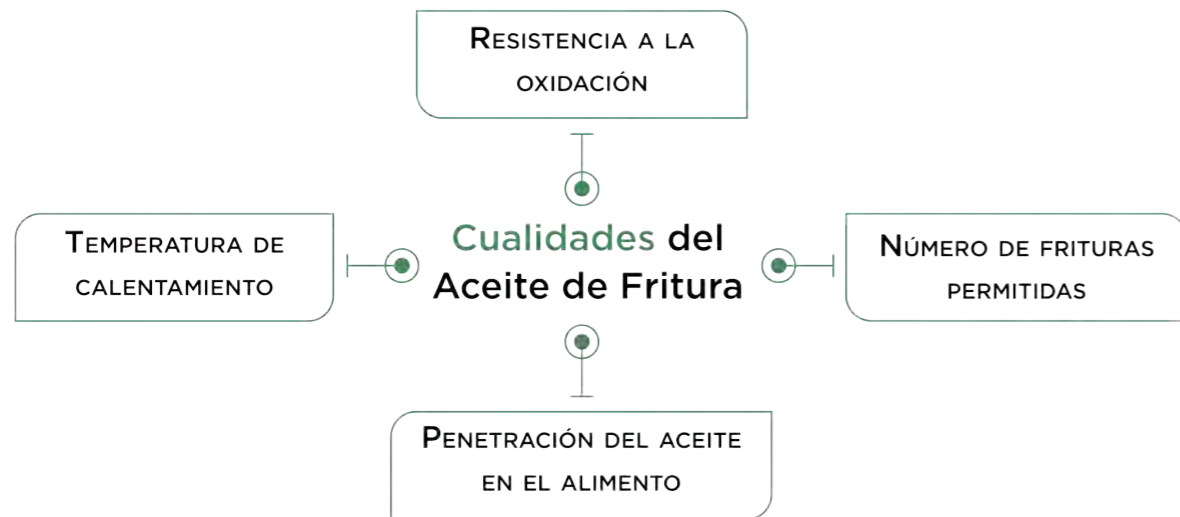 Resistencia a la
oxidación
Temperatura de
calentamiento
Cualidades del
Aceite de Fritura
Número de frituras
permitidas
Penetración del aceite
en el alimento